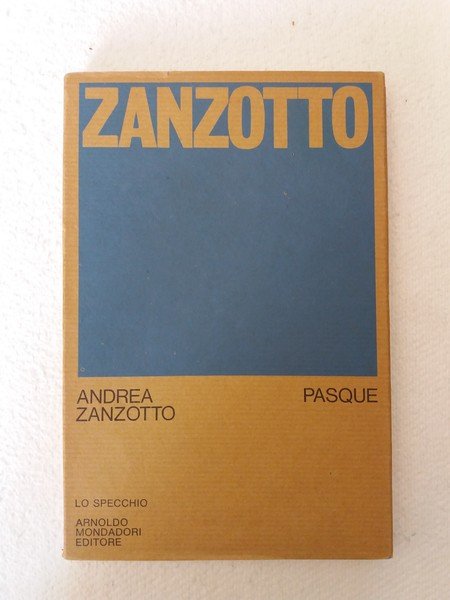 ZANZOTTO
ANDREA
ZANZOTTO
PASQUE
LO SPECCHIO
ARNOLDO
MONDADORI
EDITORE